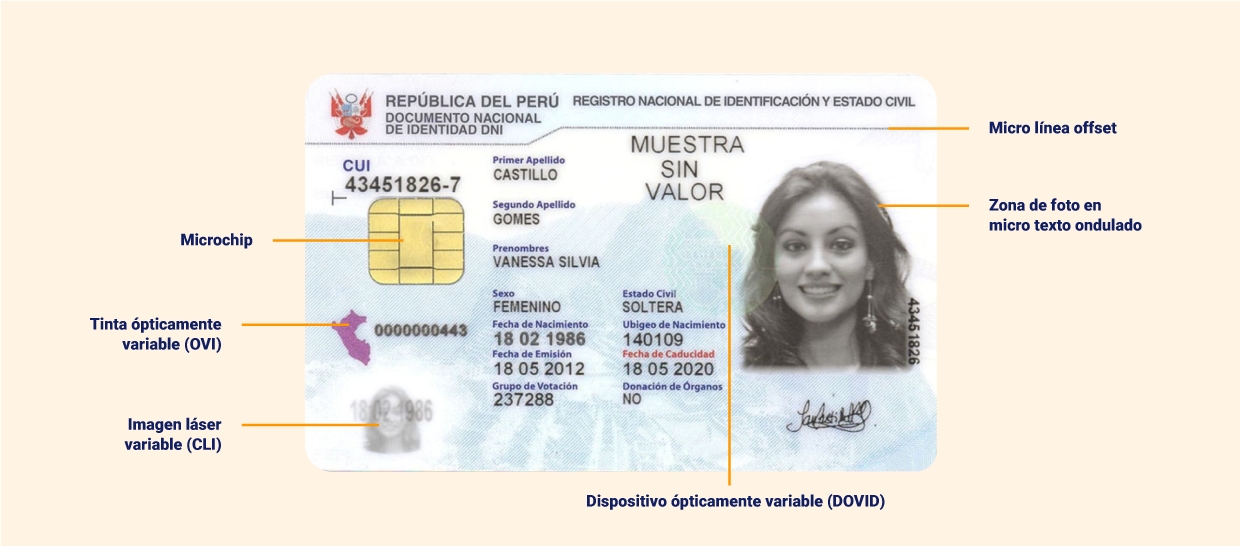 REPÚBLICA DEL PERÚ
REGISTRO NACIONAL DE IDENTIFICACIÓN Y ESTADO CIVIL
DOCUMENTO NACIONAL
DE IDENTIDAD DNI
Micro línea offset
MUESTRA
SIN
VALOR
CUI
43451826-7
Primer Apellido
CASTILLO
Segundo Apellido
GOMES
Zona de foto en
micro texto ondulado
Microchip
Prenombres
VANESSA SILVIA
Sexo
FEMENINO
Estado Civil
SOLTERA
Tinta ópticamente
variable (OVI)
0000000443
Fecha de Nacimiento
18 02 1986
Ubigeo de Nacimiento
140109
43451826
Fecha de Emisión
18 05 2012
Fecha de Caducidad
18 05 2020
Grupo de Votación
237288
Donación de Órganos
NO
18 02 1986
Imagen láser
variable (CLI)
Dispositivo ópticamente variable (DOVID)